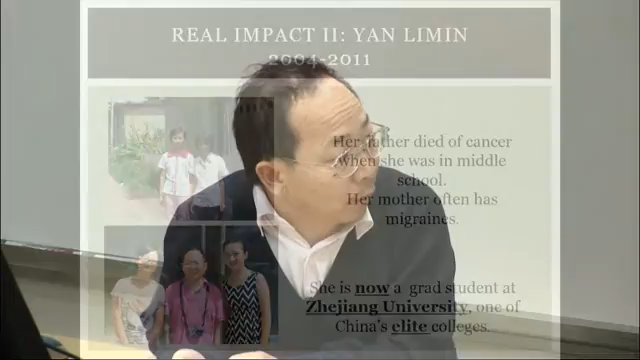 REAL IMPACT II: YAN LIMIN
2004-2011
Her father died of cancer
when she was in middle
school.
Her mother often has
migraines.
She is now a grad student at
Zhejiang University, one of
China's elite colleges.